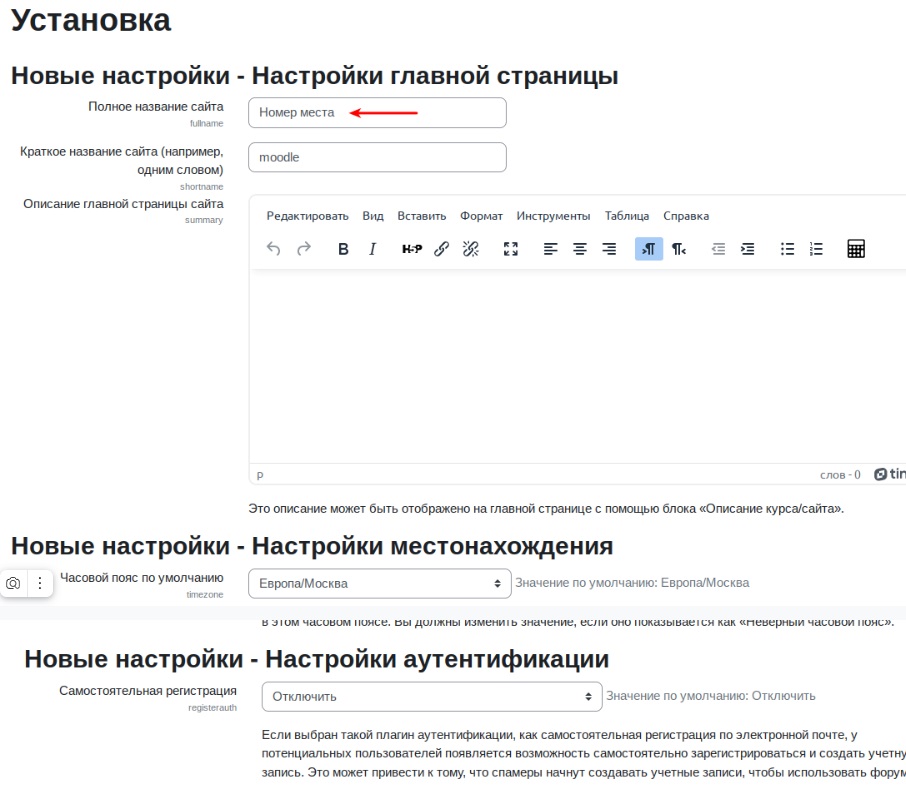 Установка
Новые настройки - Настройки главной страницы
Полное название сайта
fullname
Номер места
Краткое название сайта (например,
одним словом)
shortname
moodle
Описание главной страницы сайта
summary
Редактировать Вид Вставить Формат Инструменты Таблица Справка
B I H5P
p
слов - 0 tin
Это описание может быть отображено на главной странице с помощью блока «Описание курса/сайта».
Новые настройки - Настройки местонахождения
Часовой пояс по умолчанию
timezone
Европа/Москва
Значение по умолчанию: Европа/Москва
в этом часовом поясе. Вы должны изменить значение, если оно показывается как «Неверный часовой пояс».
Новые настройки - Настройки аутентификации
Самостоятельная регистрация
registerauth
Отключить
Значение по умолчанию: Отключить
Если выбран такой плагин аутентификации, как самостоятельная регистрация по электронной почте, у
потенциальных пользователей появляется возможность самостоятельно зарегистрироваться и создать учетну
запись. Это может привести к тому, что спамеры начнут создавать учетные записи, чтобы использовать форум